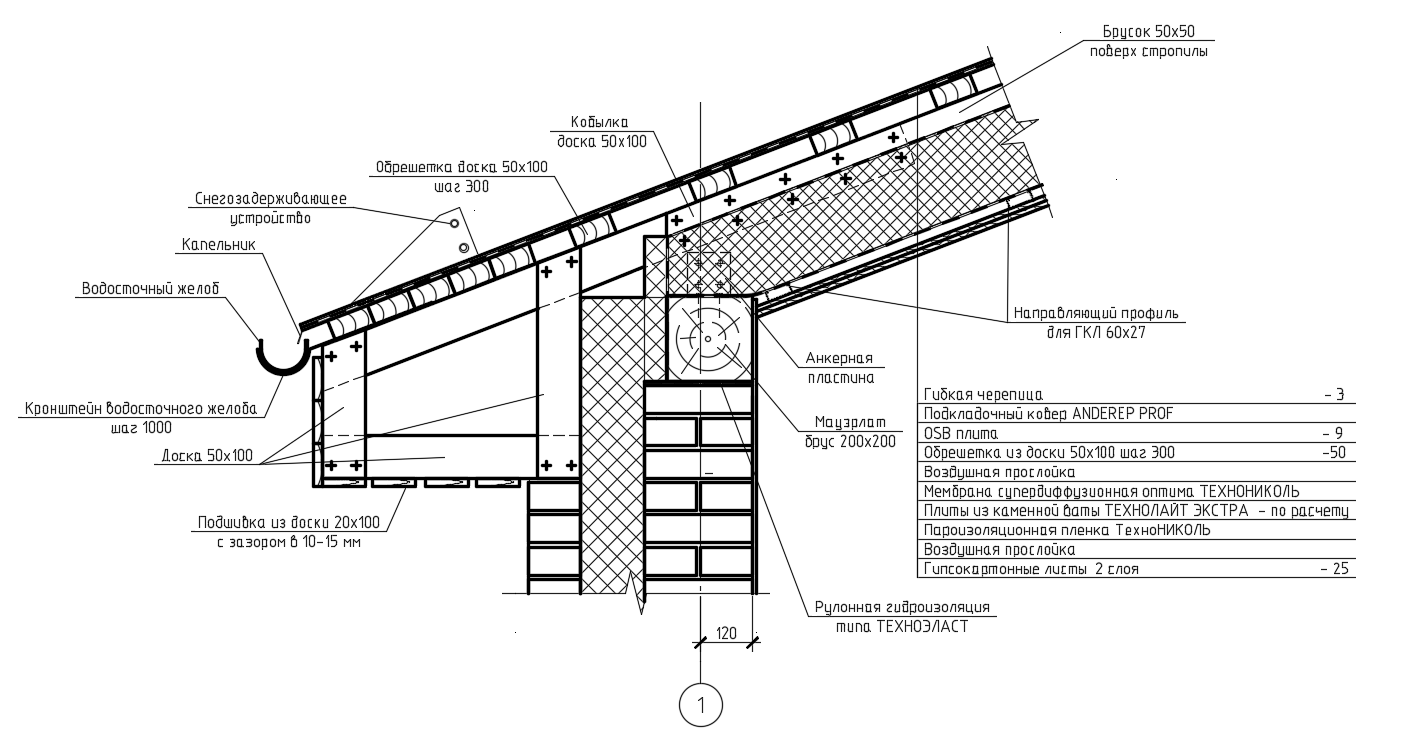 Брусок 50х50
поверх стропилы
Кобылка
доска 50х100
Обрешетка доска 50х100
шаг 300
Снегозадерживающее
устройство
Капельник
Водосточный желоб
Кронштейн водосточного желоба
шаг 1000
Доска 50х100
Подшивка из доски 20х100
с зазором в 10-15 мм
Направляющий профиль
для ГКЛ 60х27
Анкерная
пластина
Мауэрлат
брус 200х200
Гибкая черепица - 3
Подкладочный ковер ANDEREP PROF
OSB плита - 9
Обрешетка из доски 50х100 шаг 300 -50
Воздушная прослойка
Мембрана супердиффузионная оптима ТЕХНОНИКОЛЬ
Плиты из каменной ваты ТЕХНОЛАЙТ ЭКСТРА - по расчету
Пароизоляционная пленка ТехноНИКОЛЬ
Воздушная прослойка
Гипсокартонные листы 2 слоя - 25
Рулонная гидроизоляция
типа ТЕХНОЭЛАСТ
120
1